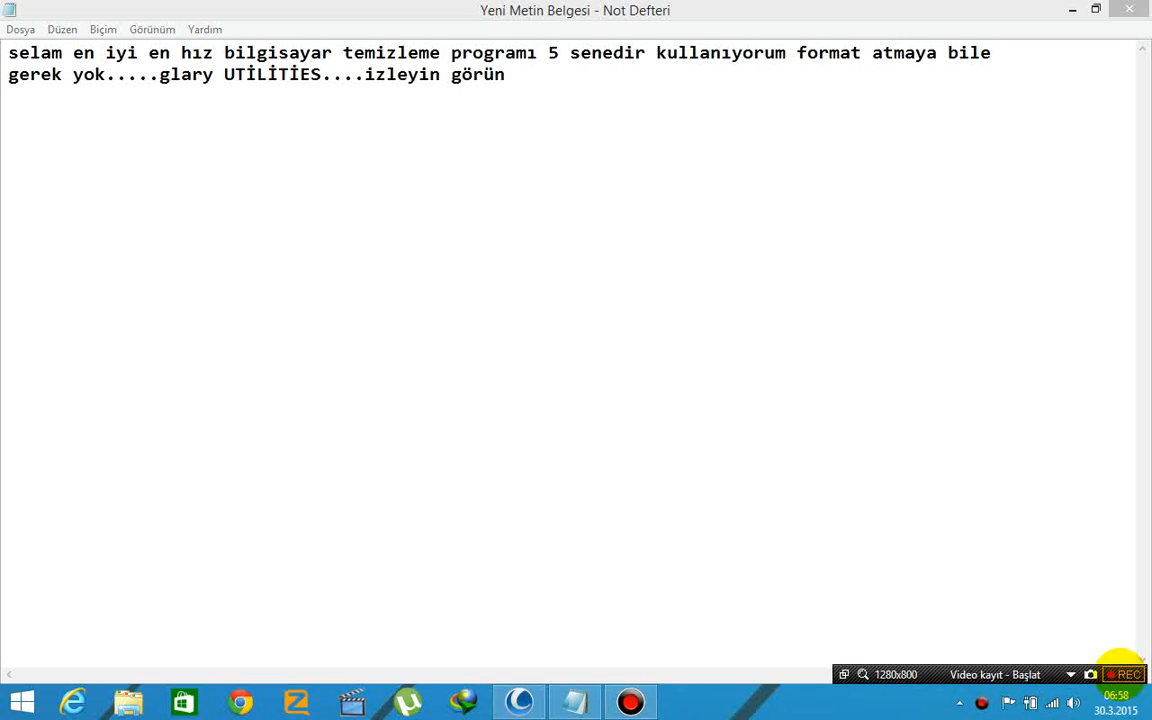 Yeni Metin Belgesi - Not Defteri
Dosya Düzen Biçim Görünüm Yardım
selam en iyi en hız bilgisayar temizleme programı 5 senedir kullanıyorum format atmaya bile
gerek yok.....glary UTİLİTİES....izleyin görün
1280x800 Video kayıt - Başlat REC
06:58
30.3.2015